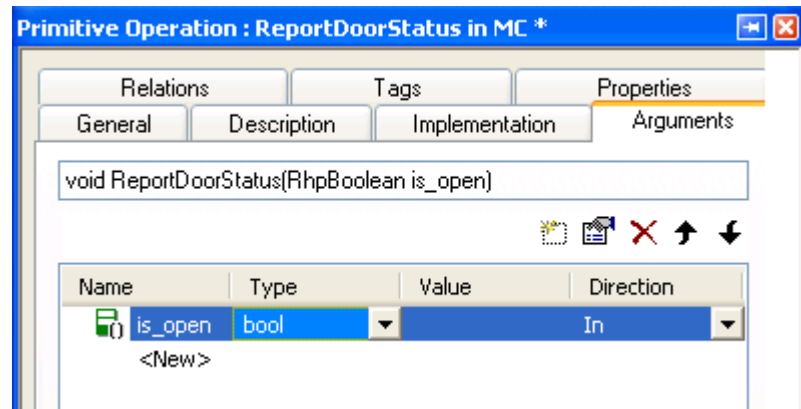 Primitive Operation : ReportDoorStatus in MC *
Relations Tags Properties
General Description Implementation Arguments
void ReportDoorStatus(RhpBoolean is_open)
Name Type Value Direction
is_open bool In
<New>